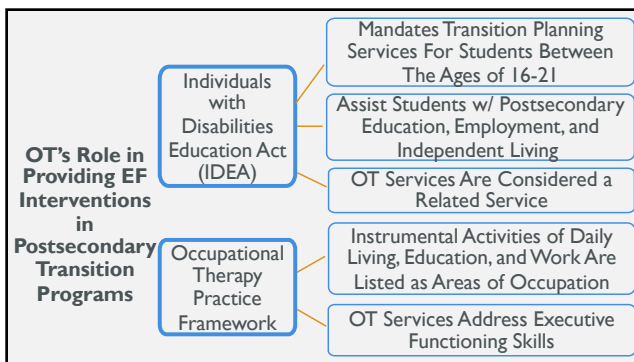 OT's Role in
Providing EF
Interventions
in
Postsecondary
Transition
Programs
Individuals
with
Disabilities
Education Act
(IDEA)
Mandates Transition Planning
Services For Students Between
The Ages of 16-21
Assist Students w/ Postsecondary
Education, Employment, and
Independent Living
OT Services Are Considered a
Related Service
Occupational
Therapy
Practice
Framework
Instrumental Activities of Daily
Living, Education, and Work Are
Listed as Areas of Occupation
OT Services Address Executive
Functioning Skills